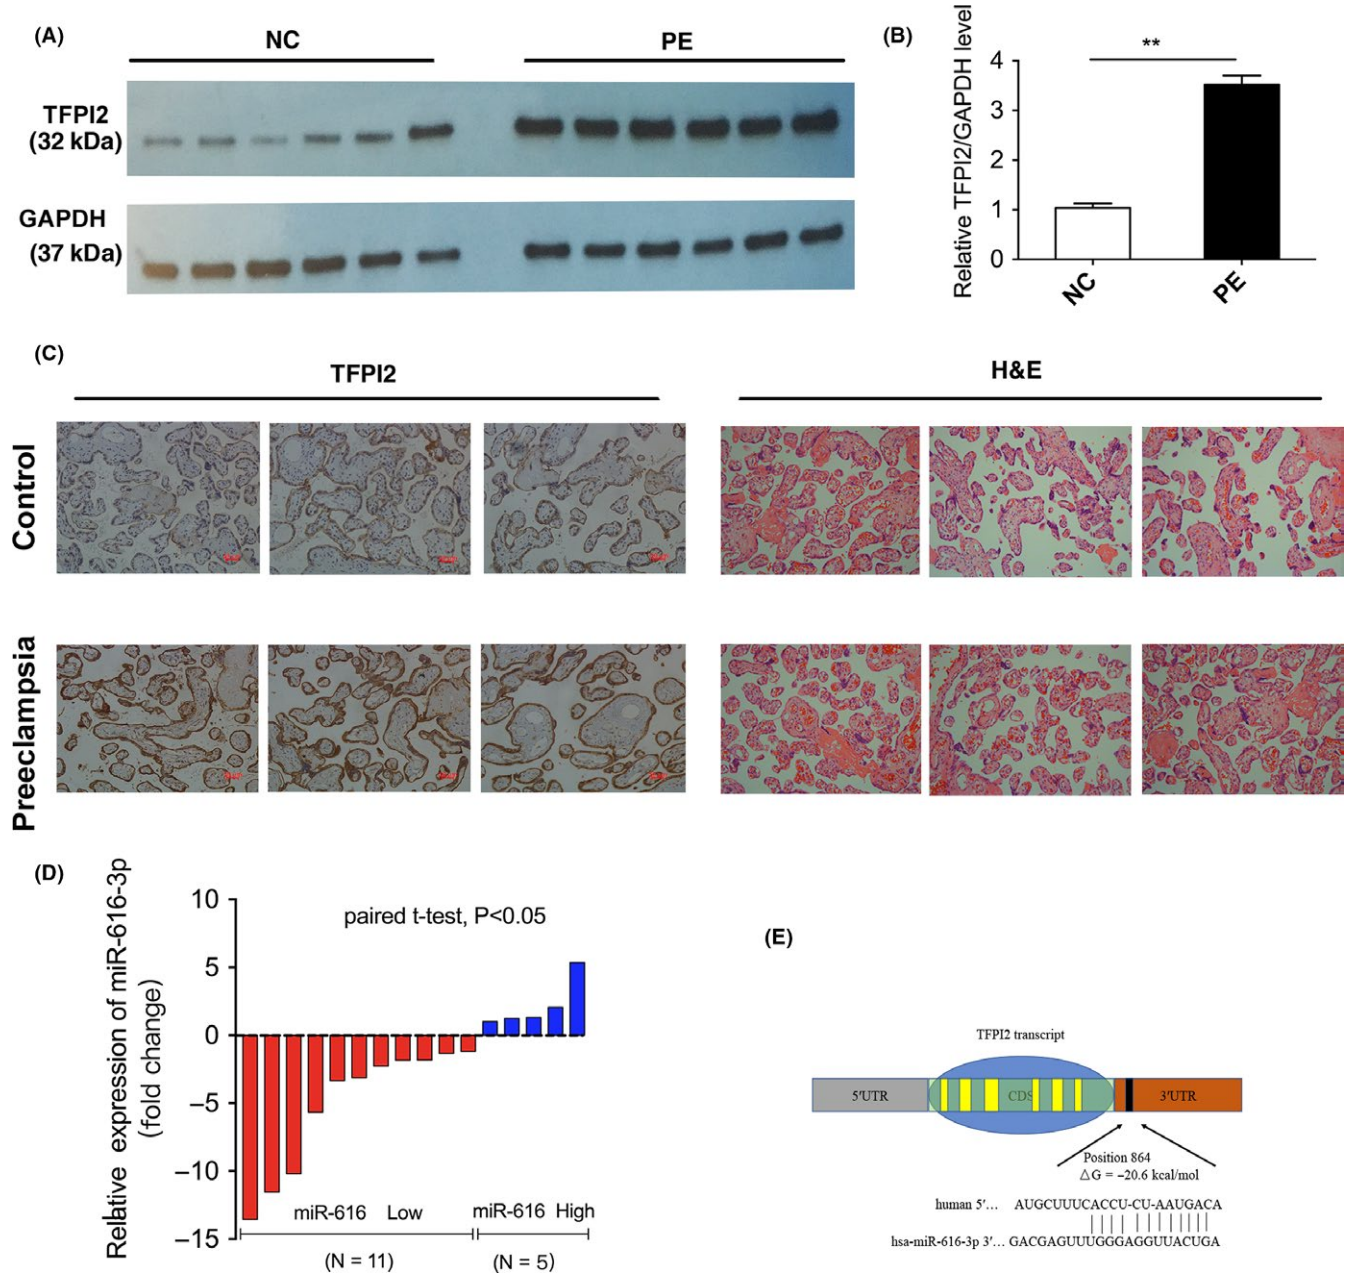 (A)
NC
PE
TFPI2
(32 kDa)
GAPDH
(37 kDa)
(B)
Relative TFPI2/GAPDH level
4
3
2
1
0
**
NC
PE
(C)
TFPI2
H&E
Control
Preeclampsia
(D)
Relative expression of miR-616-3p
(fold change)
10
5
0
−5
−10
−15
paired t-test, P<0.05
miR-616 Low
miR-616 High
(N = 11)
(N = 5)
(E)
TFPI2 transcript
5′UTR
CDS
3′UTR
Position 864
△G = −20.6 kcal/mol
human 5′… AUGCUUUCACCU-CU-AAUGACA
hsa-miR-616-3p 3′… GACGAGUUUGGGAGGUUACUGA